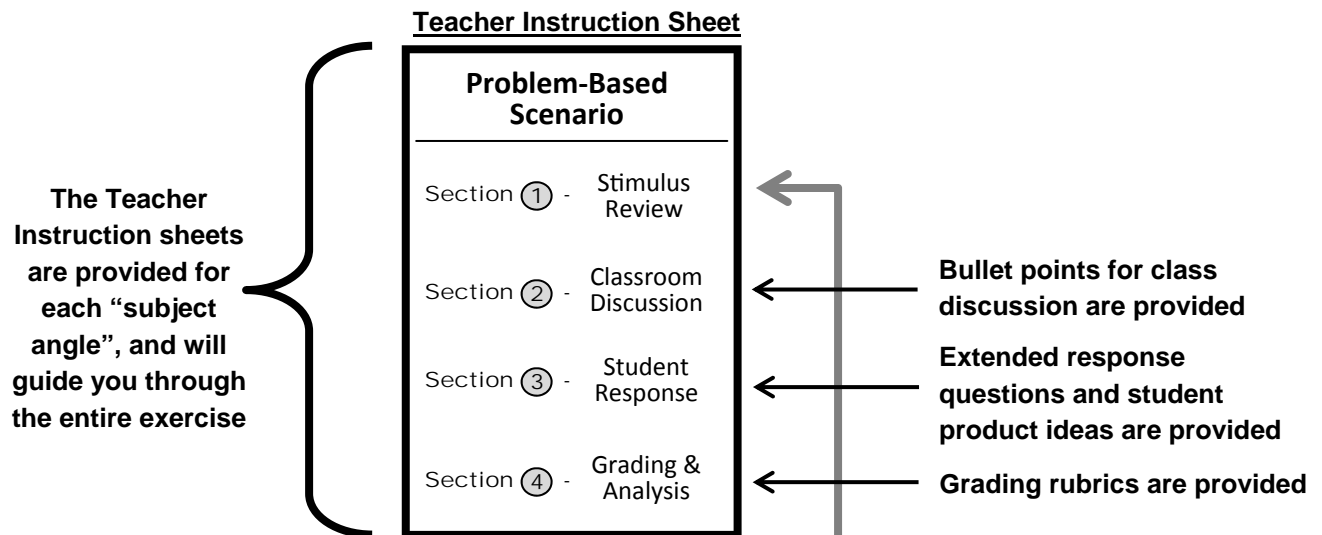 Teacher Instruction Sheet
Problem-Based
Scenario
Section 1 - Stimulus
Review
Section 2 - Classroom
Discussion
Section 3 - Student
Response
Section 4 - Grading &
Analysis
The Teacher
Instruction sheets
are provided for
each “subject
angle”, and will
guide you through
the entire exercise
Bullet points for class
discussion are provided
Extended response
questions and student
product ideas are provided
Grading rubrics are provided